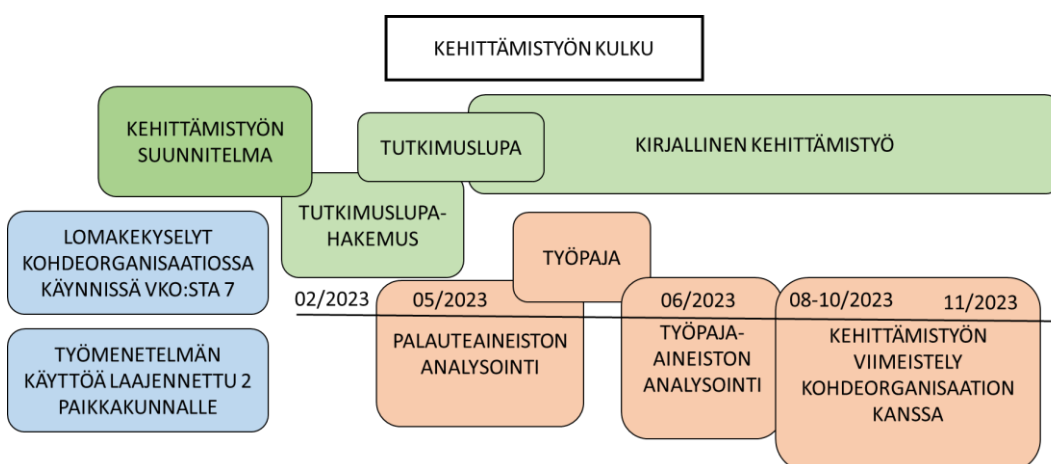 KEHITTÄMISTYÖN KULKU
KEHITTÄMISTYÖN
SUUNNITELMA
TUTKIMUSLUPA
KIRJALLINEN KEHITTÄMISTYÖ
TUTKIMUSLUPA-
HAKEMUS
LOMAKEKYSELYT
KOHDEORGANISAATIOSSA
KÄYNNISSÄ VKO:STA 7
TYÖPAJA
02/2023
05/2023
06/2023
08-10/2023
11/2023
TYÖMENETELMÄN
KÄYTTÖÄ LAAJENNETTU 2
PAIKKAKUNNALLE
PALAUTEAINEISTON
ANALYSOINTI
TYÖPAJA-
AINEISTON
ANALYSOINTI
KEHITTÄMISTYÖN
VIIMEISTELY
KOHDEORGANISAATION
KANSSA